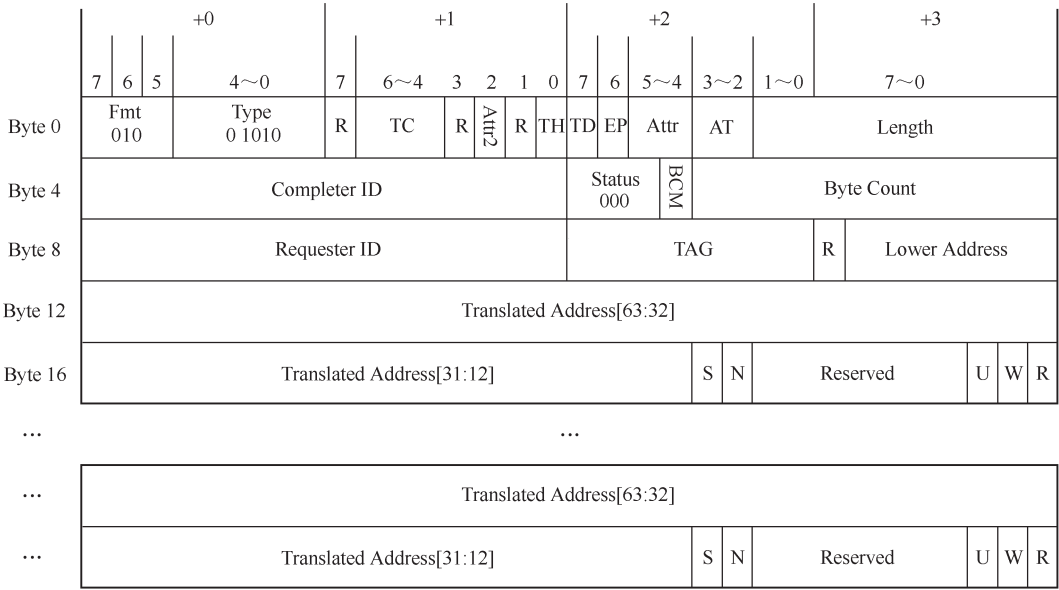 +0 +1 +2 +3
7 6 5 4～0 7 6～4 3 2 1 0 7 6 5～4 3～2 1～0 7～0
Byte 0 Fmt 010 Type 0 1010 R TC R Attr2 R TH TD EP Attr AT Length
Byte 4 Completer ID Status 000 BCM Byte Count
Byte 8 Requester ID TAG R Lower Address
Byte 12 Translated Address[63:32]
Byte 16 Translated Address[31:12] S N Reserved U W R
... ...
... Translated Address[63:32]
... Translated Address[31:12] S N Reserved U W R